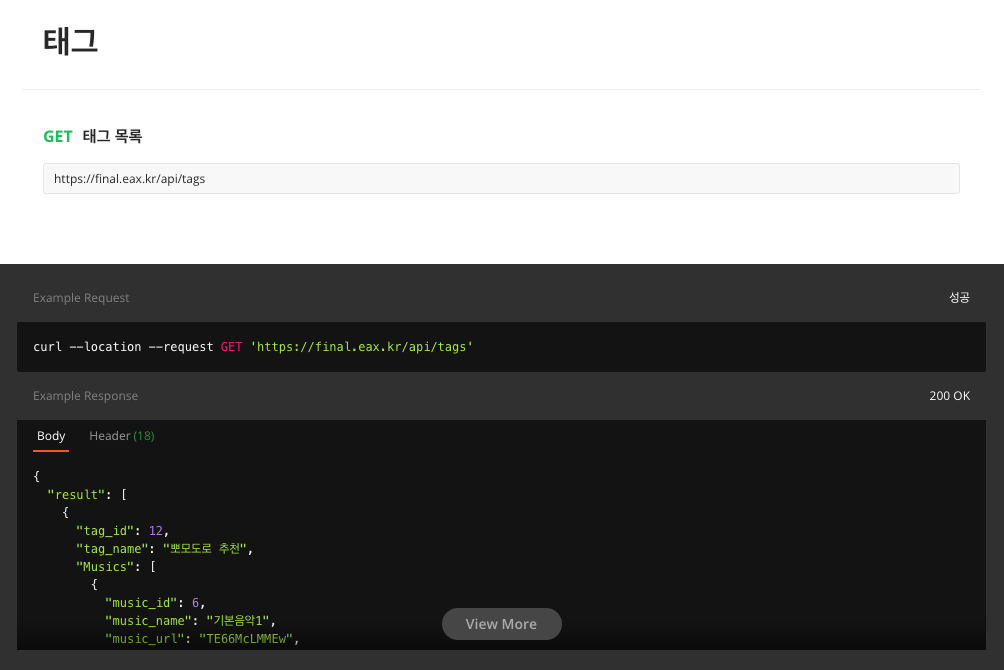 태그
GET 태그 목록
https://final.eax.kr/api/tags
Example Request 성공
curl --location --request GET 'https://final.eax.kr/api/tags'
Example Response 200 OK
Body Header (18)
{
"result": [
{
"tag_id": 12,
"tag_name": "뽀모도로 추천",
"Musics": [
{
"music_id": 6,
"music_name": "기본음악1",
"music_url": "TE66McLMMEw",
View More